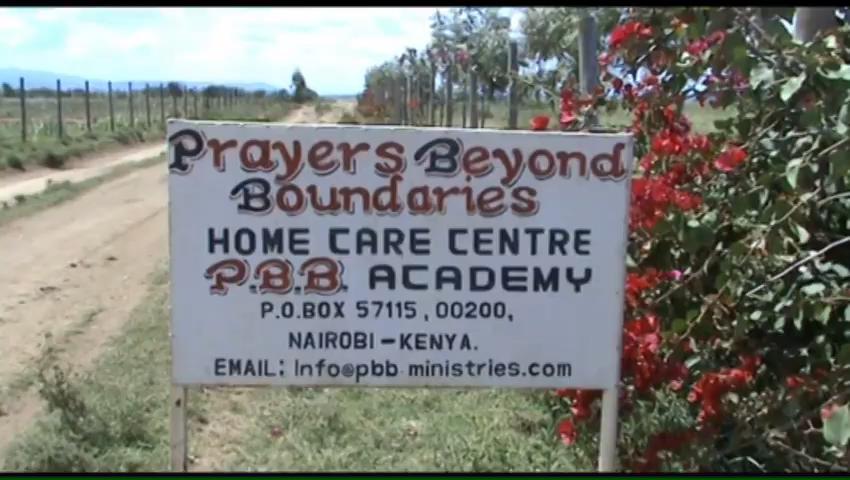 Prayers Beyond
Boundaries
HOME CARE CENTRE
P.B.B. ACADEMY
P.O.BOX 57115, 00200,
NAIROBI-KENYA.
EMAIL: Info@pbb ministries.com